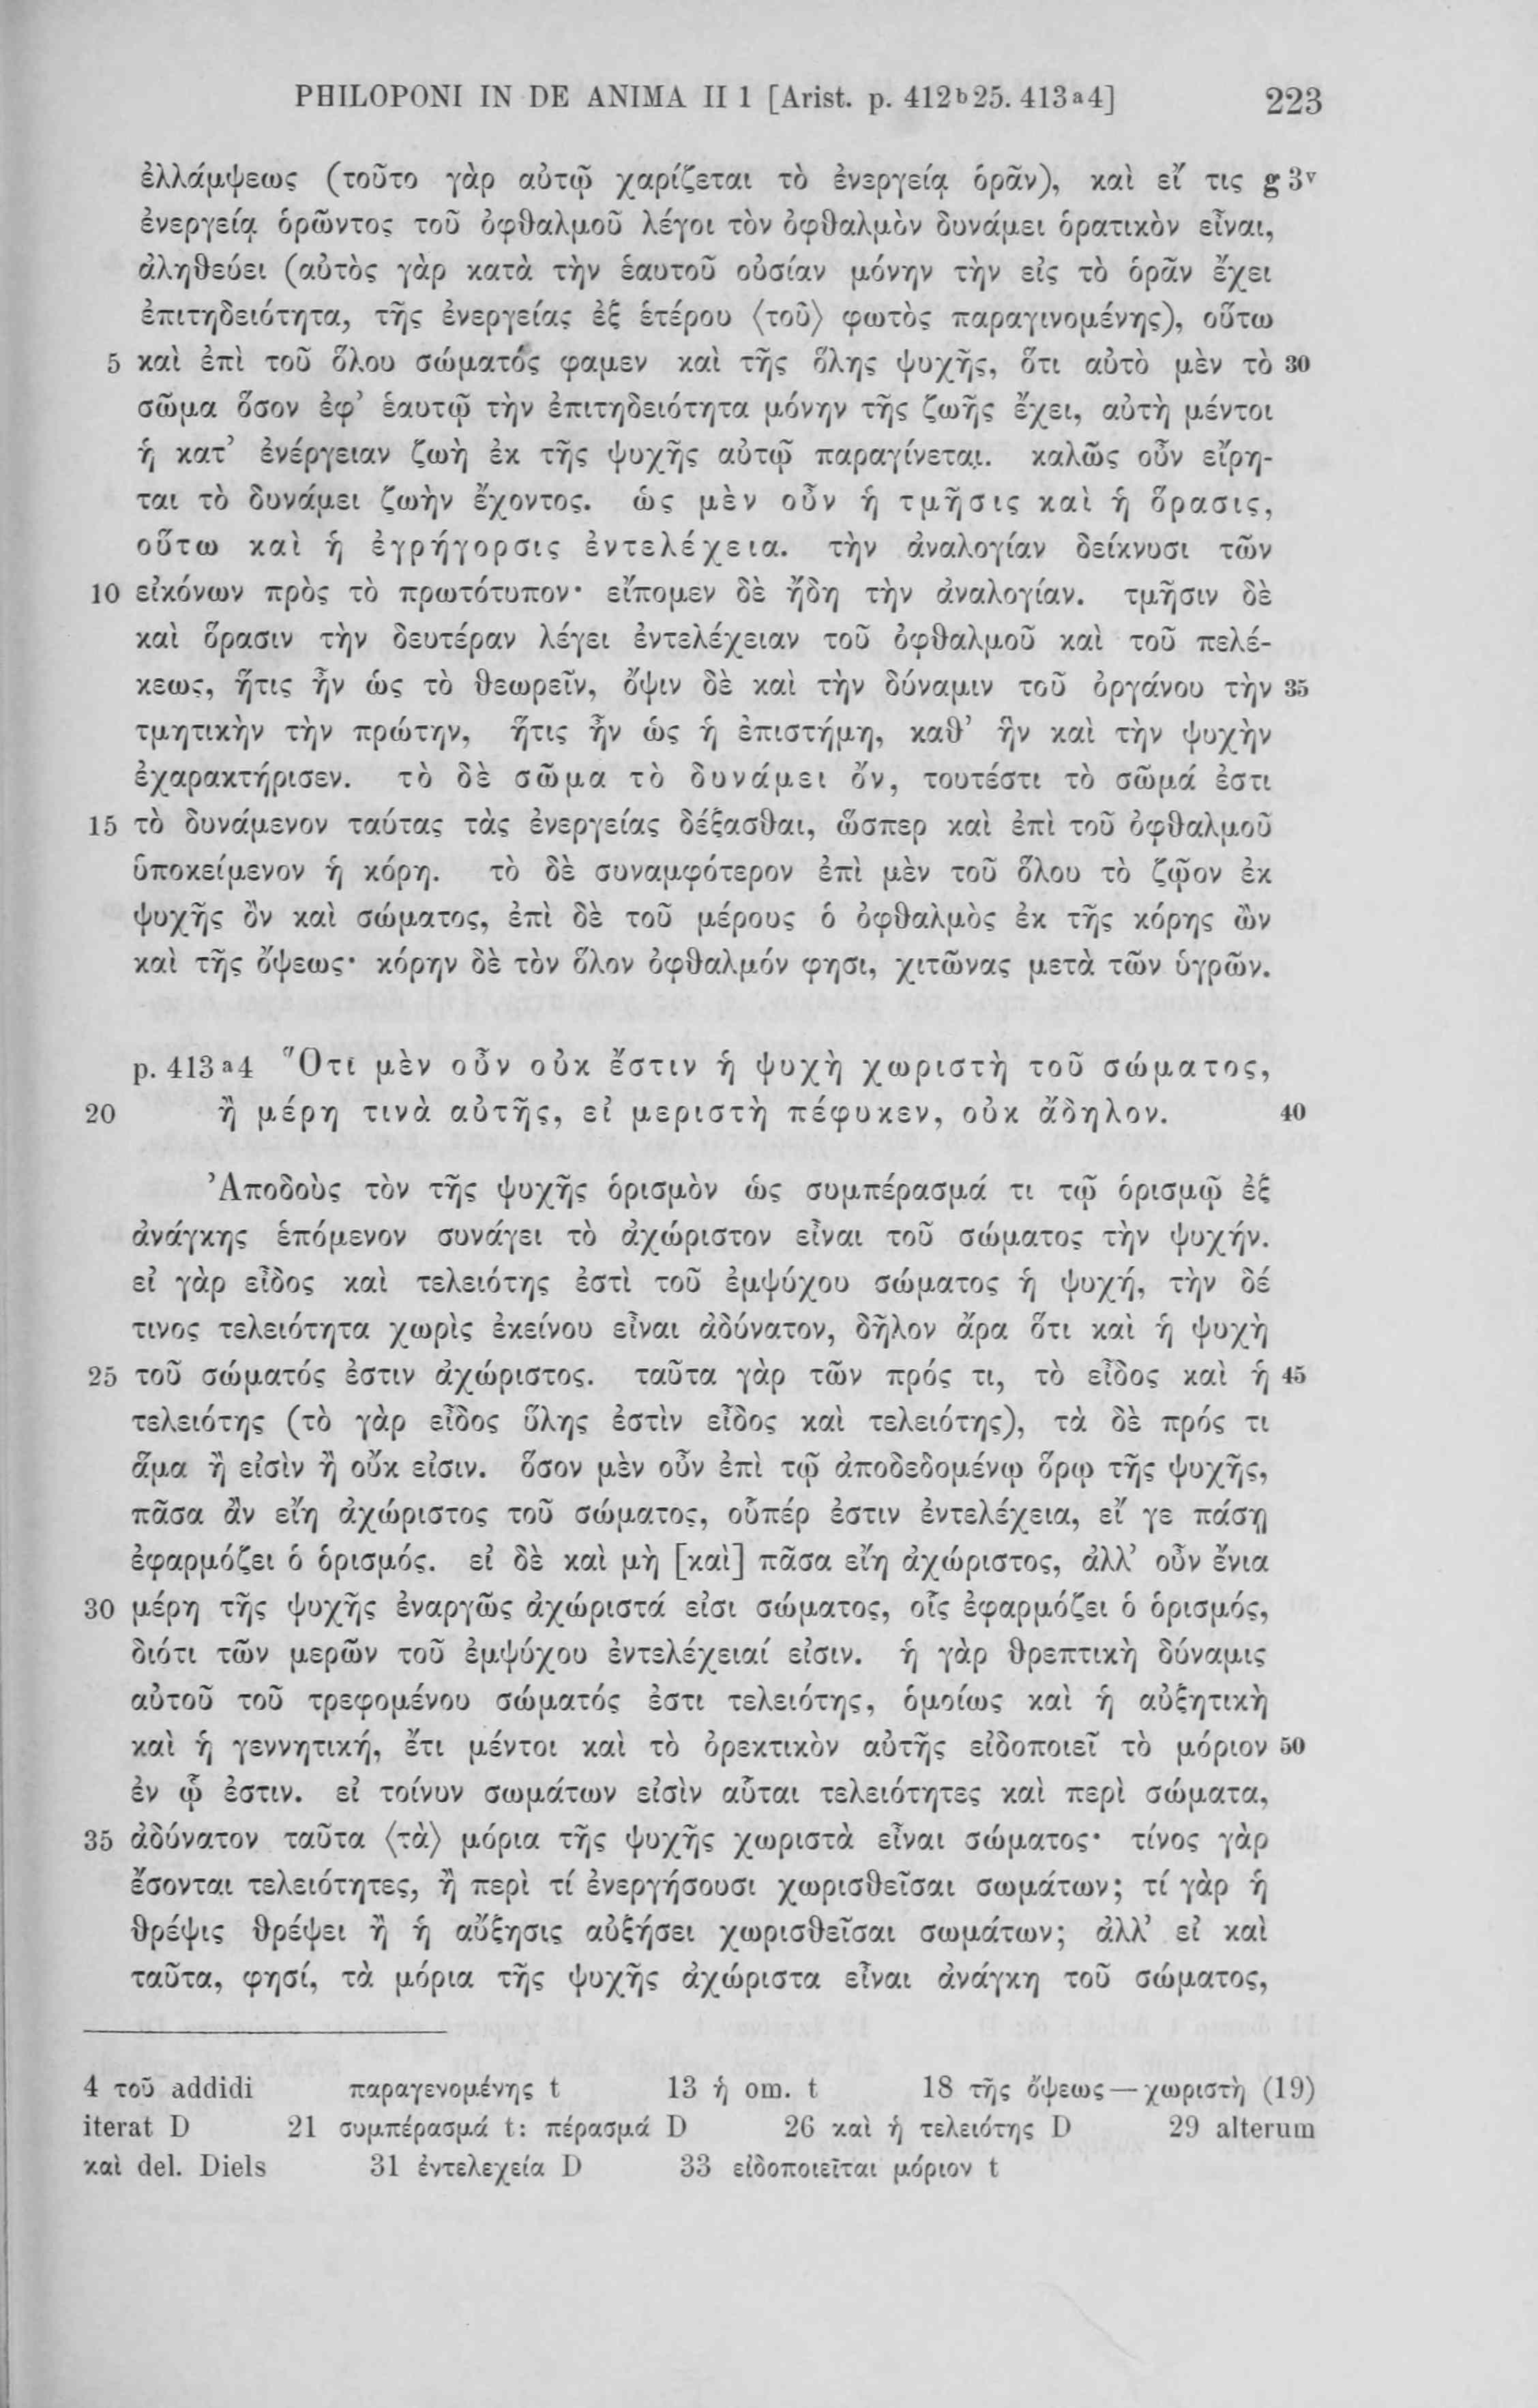 PHILOPONI IN DE ANIMA II 1 [Arist. p. 412ᵇ25. 413ᵃ4] 223
ἐλλάμψεως (τοῦτο γὰρ αὐτῷ χαρίζεται τὸ ἐνεργείᾳ ὁρᾶν), καὶ εἴ τις g 3ᵛ
ἐνεργείᾳ ὁρῶντος τοῦ ὀφθαλμοῦ λέγοι τὸν ὀφθαλμὸν δυνάμει ὁρατικὸν εἶναι,
ἀληθεύει (αὐτὸς γὰρ κατὰ τὴν ἑαυτοῦ οὐσίαν μόνην τὴν εἰς τὸ ὁρᾶν ἔχει
ἐπιτηδειότητα, τῆς ἐνεργείας ἐξ ἑτέρου ⟨τοῦ⟩ φωτὸς παραγινομένης), οὕτω
5 καὶ ἐπὶ τοῦ ὅλου σώματός φαμεν καὶ τῆς ὅλης ψυχῆς, ὅτι αὐτὸ μὲν τὸ 30
σῶμα ὅσον ἐφ’ ἑαυτῷ τὴν ἐπιτηδειότητα μόνην τῆς ζωῆς ἔχει, αὐτὴ μέντοι
ἡ κατ’ ἐνέργειαν ζωὴ ἐκ τῆς ψυχῆς αὐτῷ παραγίνεται. καλῶς οὖν εἴρη-
ται τὸ δυνάμει ζωὴν ἔχοντος. ὡς μὲν οὖν ἡ τμῆσις καὶ ἡ ὅρασις,
οὕτω καὶ ἡ ἐγρήγορσις ἐντελέχεια. τὴν ἀναλογίαν δείκνυσι τῶν
10 εἰκόνων πρὸς τὸ πρωτότυπον· εἴπομεν δὲ ἤδη τὴν ἀναλογίαν. τμῆσιν δὲ
καὶ ὅρασιν τὴν δευτέραν λέγει ἐντελέχειαν τοῦ ὀφθαλμοῦ καὶ τοῦ πελέ-
κεως, ἥτις ἦν ὡς τὸ θεωρεῖν, ὄψιν δὲ καὶ τὴν δύναμιν τοῦ ὀργάνου τὴν 35
τμητικὴν τὴν πρώτην, ἥτις ἦν ὡς ἡ ἐπιστήμη, καθ’ ἣν καὶ τὴν ψυχὴν
ἐχαρακτήρισεν. τὸ δὲ σῶμα τὸ δυνάμει ὄν, τουτέστι τὸ σῶμά ἐστι
15 τὸ δυνάμενον ταύτας τὰς ἐνεργείας δέξασθαι, ὥσπερ καὶ ἐπὶ τοῦ ὀφθαλμοῦ
ὑποκείμενον ἡ κόρη. τὸ δὲ συναμφότερον ἐπὶ μὲν τοῦ ὅλου τὸ ζῷον ἐκ
ψυχῆς ὂν καὶ σώματος, ἐπὶ δὲ τοῦ μέρους ὁ ὀφθαλμὸς ἐκ τῆς κόρης ὢν
καὶ τῆς ὄψεως· κόρην δὲ τὸν ὅλον ὀφθαλμόν φησι, χιτῶνας μετὰ τῶν ὑγρῶν.
p. 413ᵃ4 Ὅτι μὲν οὖν οὐκ ἔστιν ἡ ψυχὴ χωριστὴ τοῦ σώματος,
20 ἢ μέρη τινὰ αὐτῆς, εἰ μεριστὴ πέφυκεν, οὐκ ἄδηλον. 40
Ἀποδοὺς τὸν τῆς ψυχῆς ὁρισμὸν ὡς συμπέρασμά τι τῷ ὁρισμῷ ἐξ
ἀνάγκης ἑπόμενον συνάγει τὸ ἀχώριστον εἶναι τοῦ σώματος τὴν ψυχήν.
εἰ γὰρ εἶδος καὶ τελειότης ἐστὶ τοῦ ἐμψύχου σώματος ἡ ψυχή, τὴν δέ
τινος τελειότητα χωρὶς ἐκείνου εἶναι ἀδύνατον, δῆλον ἄρα ὅτι καὶ ἡ ψυχὴ
25 τοῦ σώματός ἐστιν ἀχώριστος. ταῦτα γὰρ τῶν πρός τι, τὸ εἶδος καὶ ἡ 45
τελειότης (τὸ γὰρ εἶδος ὕλης ἐστὶν εἶδος καὶ τελειότης), τὰ δὲ πρός τι
ἅμα ἢ εἰσὶν ἢ οὔκ εἰσιν. ὅσον μὲν οὖν ἐπὶ τῷ ἀποδεδομένῳ ὅρῳ τῆς ψυχῆς,
πᾶσα ἂν εἴη ἀχώριστος τοῦ σώματος, οὗπέρ ἐστιν ἐντελέχεια, εἴ γε πάσῃ
ἐφαρμόζει ὁ ὁρισμός. εἰ δὲ καὶ μὴ [καὶ] πᾶσα εἴη ἀχώριστος, ἀλλ’ οὖν ἔνια
30 μέρη τῆς ψυχῆς ἐναργῶς ἀχώριστά εἰσι σώματος, οἷς ἐφαρμόζει ὁ ὁρισμός,
διότι τῶν μερῶν τοῦ ἐμψύχου ἐντελέχειαί εἰσιν. ἡ γὰρ θρεπτικὴ δύναμις
αὐτοῦ τοῦ τρεφομένου σώματός ἐστι τελειότης, ὁμοίως καὶ ἡ αὐξητικὴ
καὶ ἡ γεννητική, ἔτι μέντοι καὶ τὸ ὀρεκτικὸν αὐτῆς εἰδοποιεῖ τὸ μόριον 50
ἐν ᾧ ἐστιν. εἰ τοίνυν σωμάτων εἰσὶν αὗται τελειότητες καὶ περὶ σώματα,
35 ἀδύνατον ταῦτα ⟨τὰ⟩ μόρια τῆς ψυχῆς χωριστὰ εἶναι σώματος· τίνος γὰρ
ἔσονται τελειότητες, ἢ περὶ τί ἐνεργήσουσι χωρισθεῖσαι σωμάτων; τί γὰρ ἡ
θρέψις θρέψει ἢ ἡ αὔξησις αὐξήσει χωρισθεῖσαι σωμάτων; ἀλλ’ εἰ καὶ
ταῦτα, φησί, τὰ μόρια τῆς ψυχῆς ἀχώριστα εἶναι ἀνάγκη τοῦ σώματος,
4 τοῦ addidi παραγενομένης t 13 ἡ om. t 18 τῆς ὄψεως — χωριστὴ (19)
iterat D 21 συμπέρασμά t: πέρασμά D 26 καὶ ἡ τελειότης D 29 alterum
καὶ del. Diels 31 ἐντελεχεία D 33 εἰδοποιεῖται μόριον t